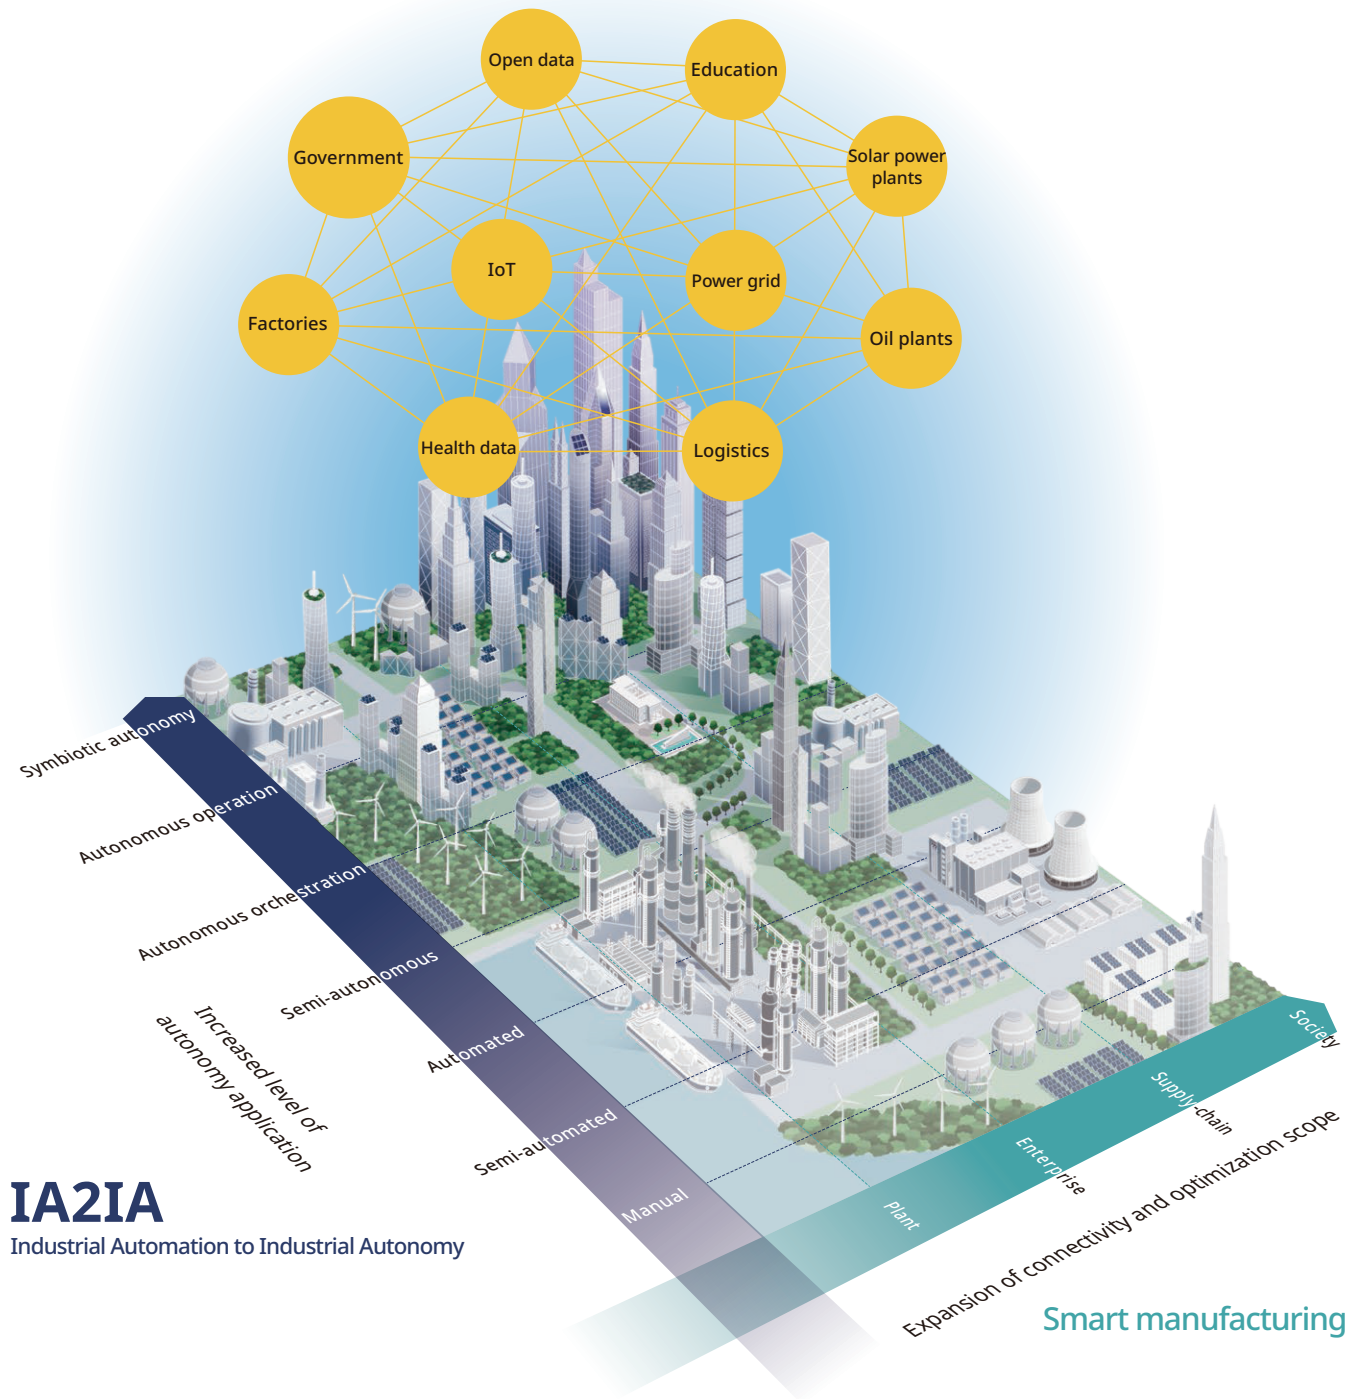 Open data
Education
Government
Solar power
plants
IoT
Power grid
Factories
Oil plants
Health data
Logistics
Symbiotic autonomy
Autonomous operation
Autonomous orchestration
Semi-autonomous
Automated
Semi-automated
Manual
Increased level of
autonomy application
Society
Supply-chain
Enterprise
Plant
Expansion of connectivity and optimization scope
IA2IA
Industrial Automation to Industrial Autonomy
Smart manufacturing